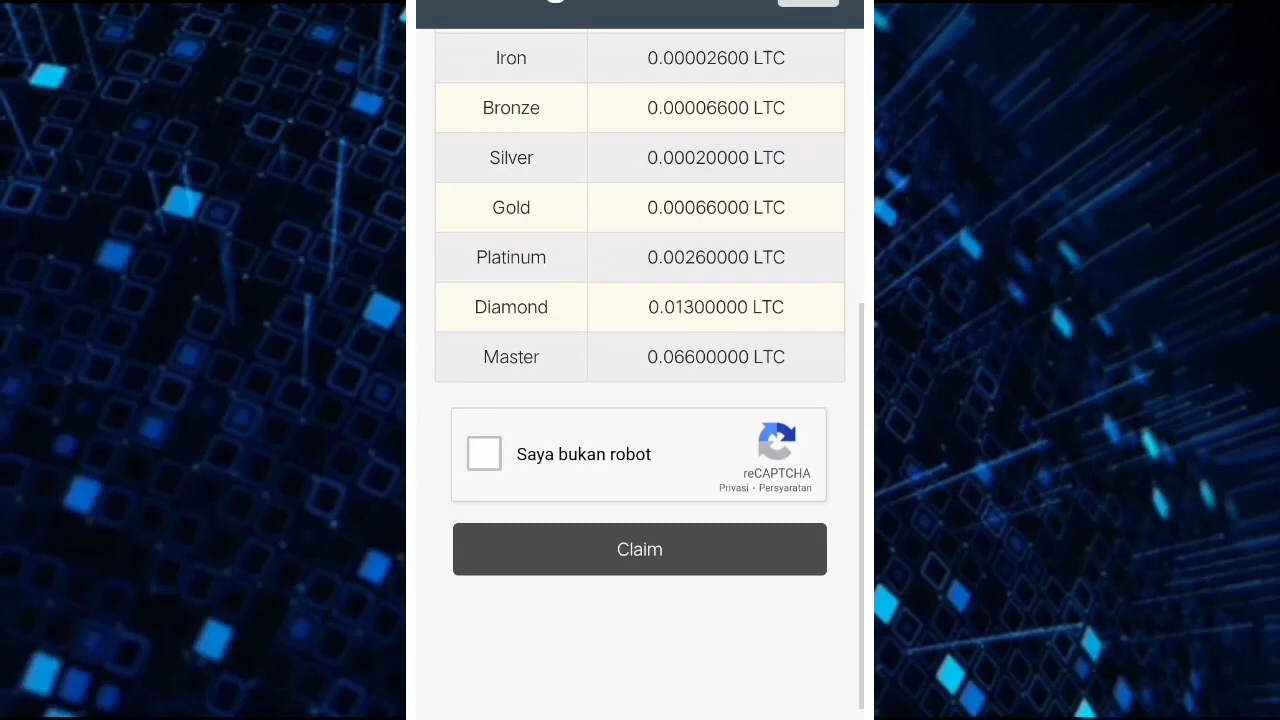 Iron 0.00002600 LTC
Bronze 0.00006600 LTC
Silver 0.00020000 LTC
Gold 0.00066000 LTC
Platinum 0.00260000 LTC
Diamond 0.01300000 LTC
Master 0.06600000 LTC
Saya bukan robot
reCAPTCHA
Privasi - Persyaratan
Claim